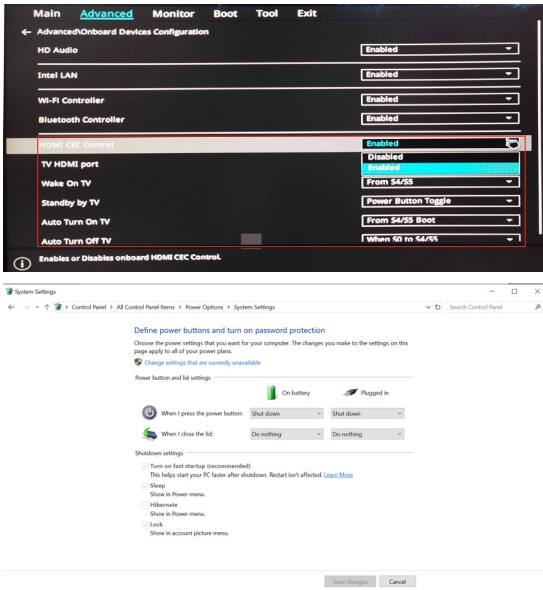 Main Advanced Monitor Boot Tool Exit
← Advanced\Onboard Devices Configuration
HD Audio Enabled
Intel LAN Enabled
Wi-Fi Controller Enabled
Bluetooth Controller Enabled
HDMI CEC Control Enabled
Disabled
Enabled
TV HDMI port
Wake On TV From S4/S5
Standby by TV Power Button Toggle
Auto Turn On TV From S4/S5 Boot
Auto Turn Off TV When S0 to S4/S5
Enables or Disables onboard HDMI CEC Control.
System Settings
Control Panel > All Control Panel Items > Power Options > System Settings Search Control Panel
Define power buttons and turn on password protection
Choose the power settings that you want for your computer. The changes you make to the settings on this
page apply to all of your power plans.
Change settings that are currently unavailable
Power button and lid settings
On battery Plugged in
When I press the power button: Shut down Shut down
When I close the lid: Do nothing Do nothing
Shutdown settings
Turn on fast startup (recommended)
This helps start your PC faster after shutdown. Restart isn't affected. Learn More
Sleep
Show in Power menu.
Hibernate
Show in Power menu.
Lock
Show in account picture menu.
Save changes Cancel